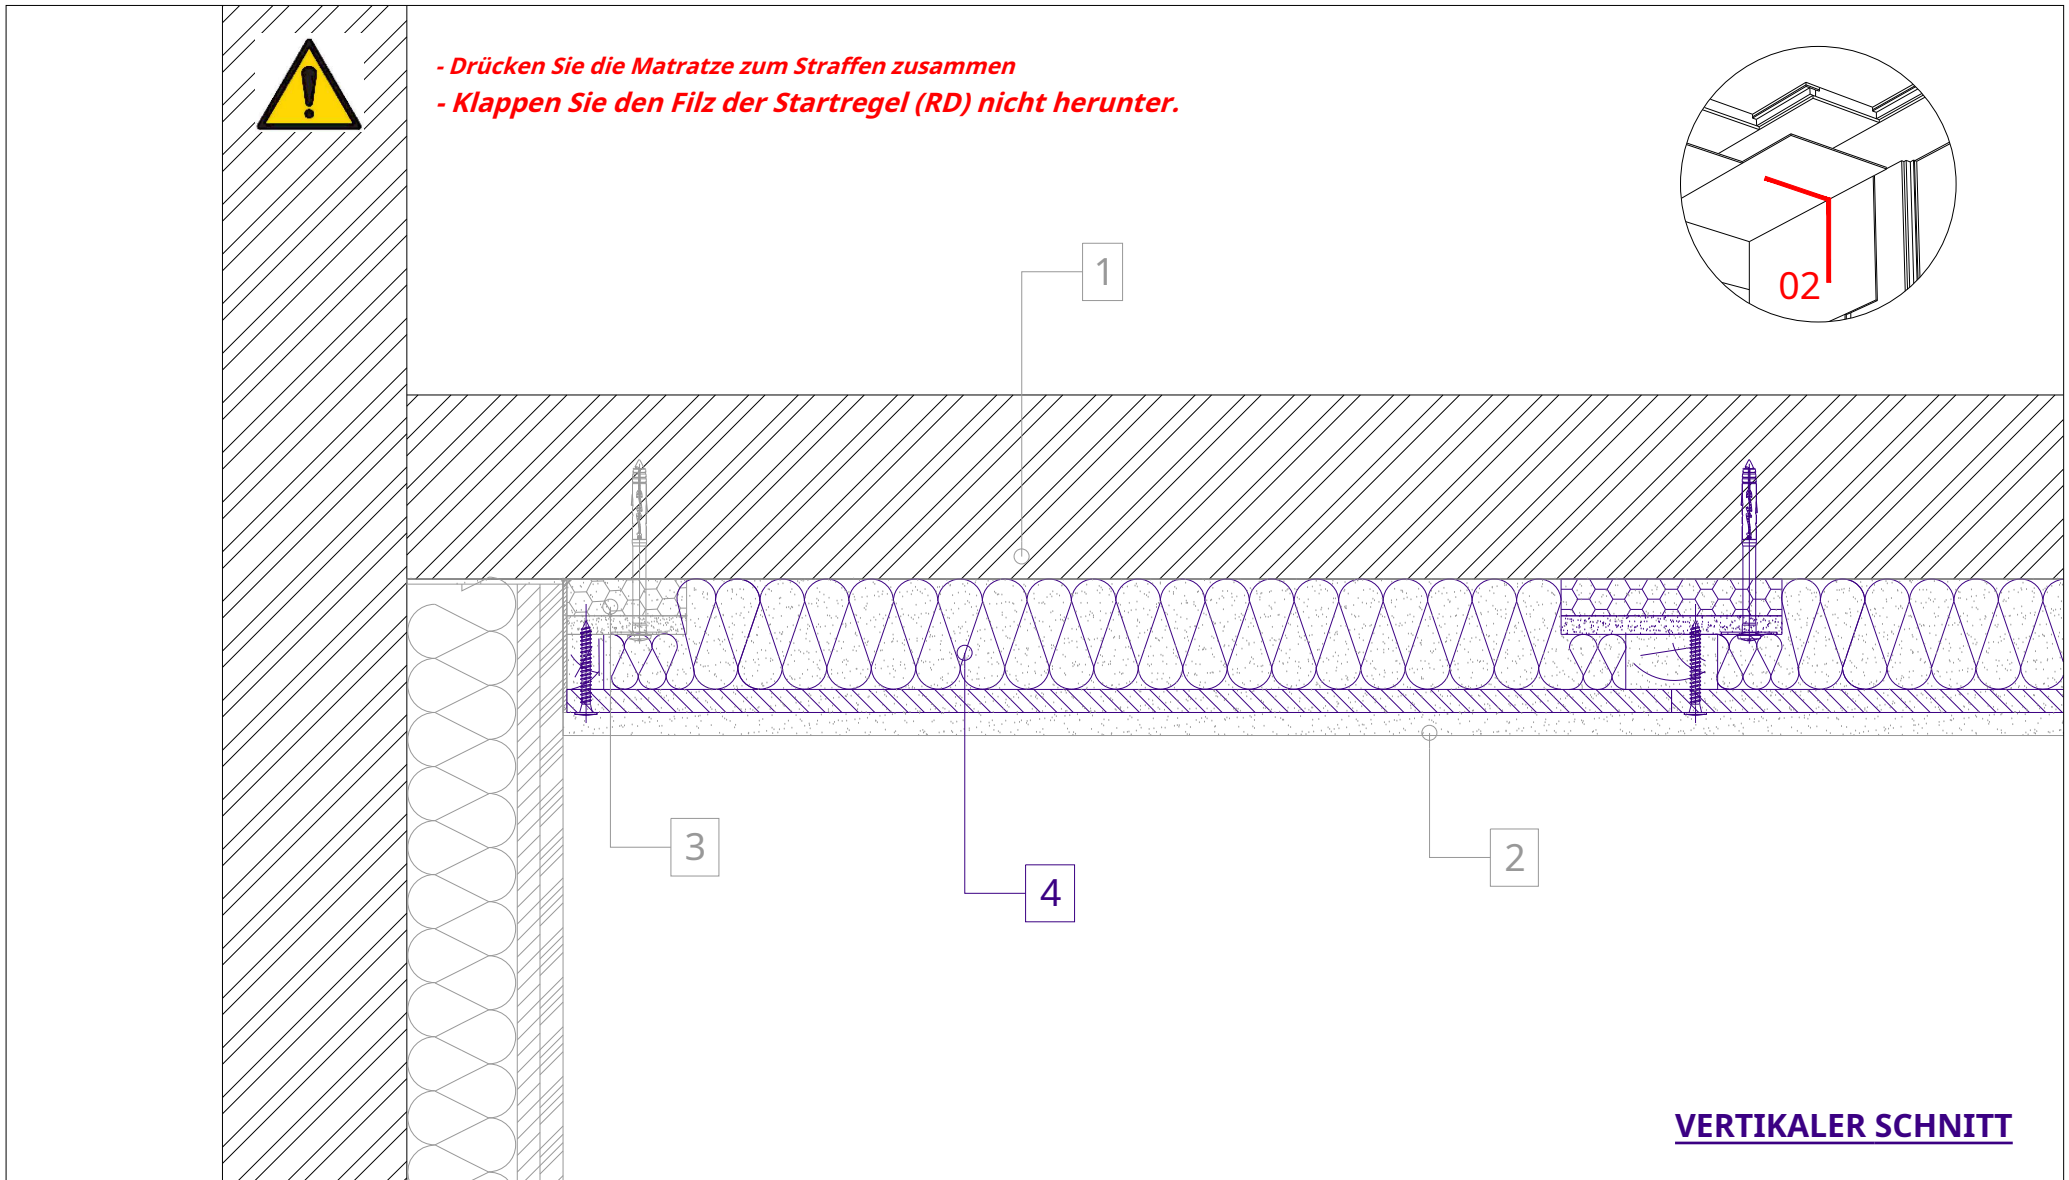 - Drücken Sie die Matratze zum Straffen zusammen
- Klappen Sie den Filz der Startregel (RD) nicht herunter.
02
1
3
4
2
VERTIKALER SCHNITT